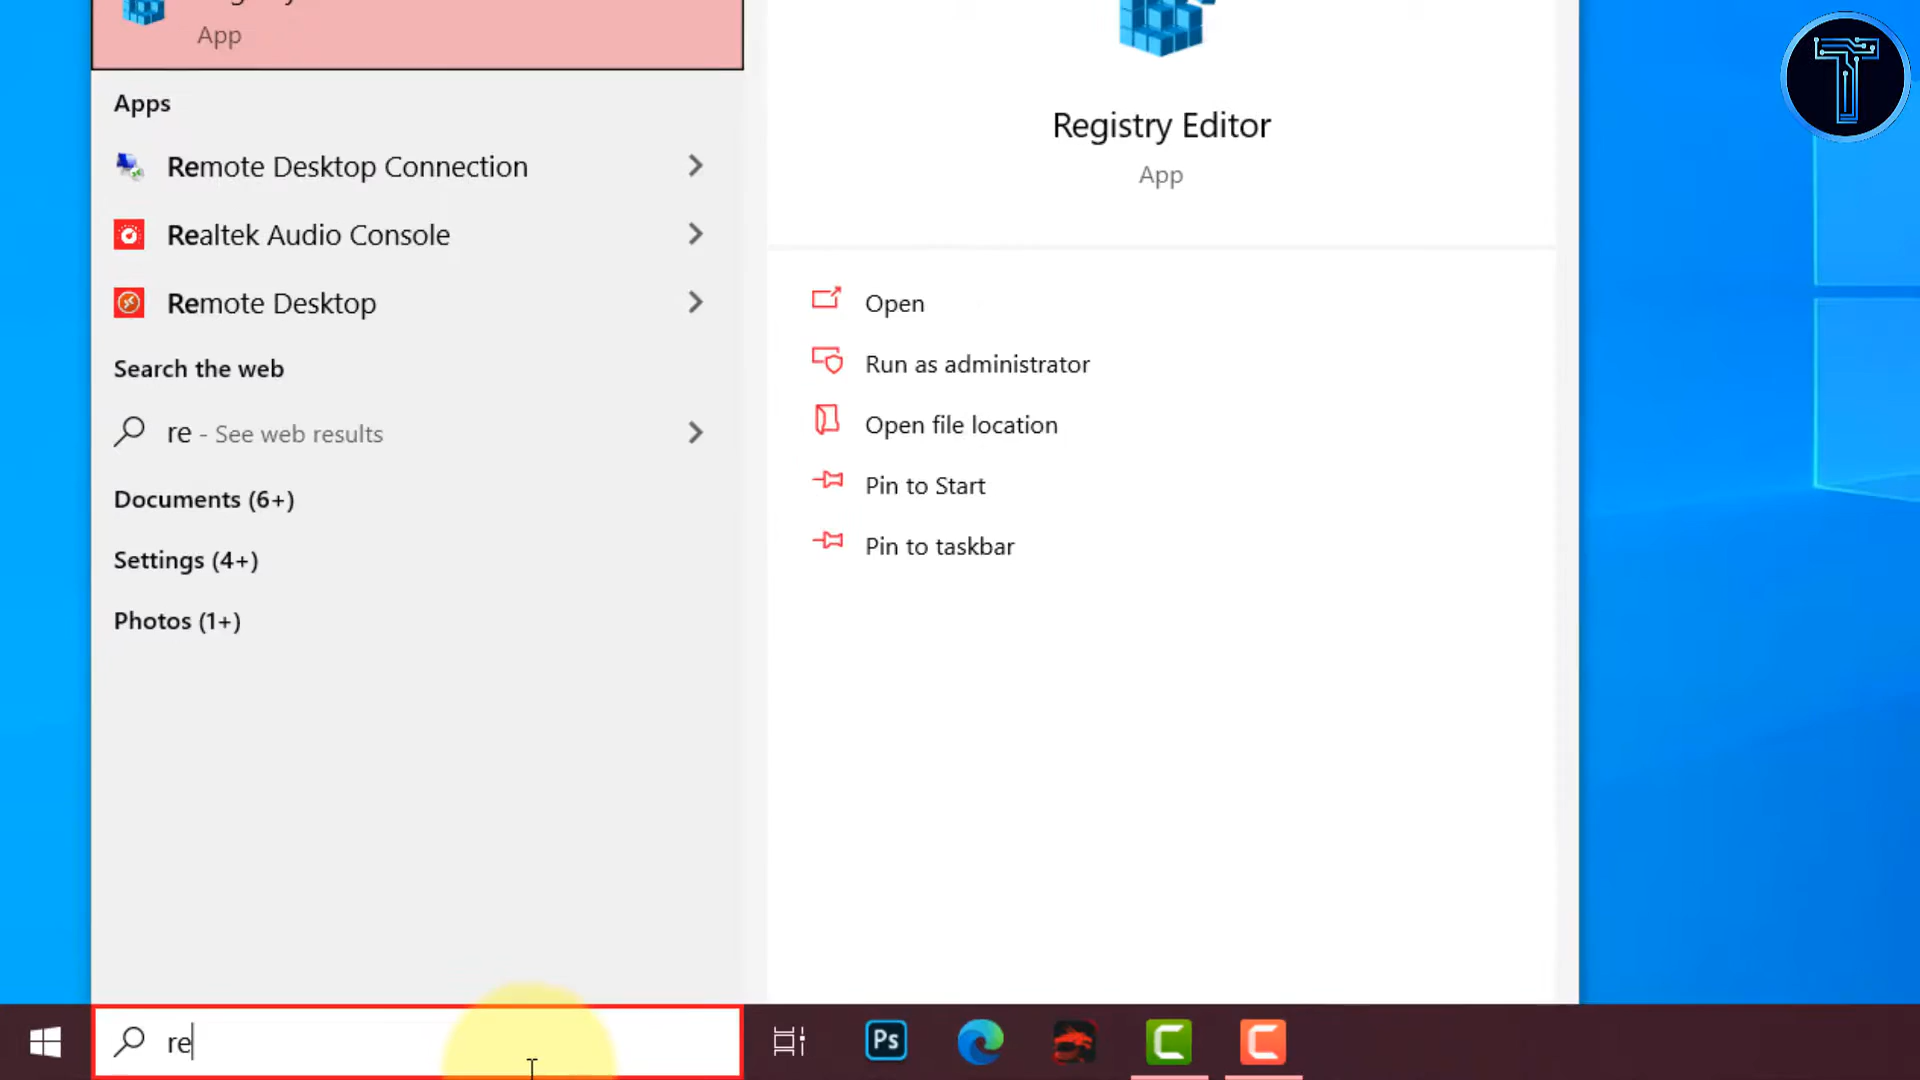 App
Apps
Remote Desktop Connection
Realtek Audio Console
Remote Desktop
Search the web
re - See web results
Documents (6+)
Settings (4+)
Photos (1+)
re
Registry Editor
App
Open
Run as administrator
Open file location
Pin to Start
Pin to taskbar
Ps
T